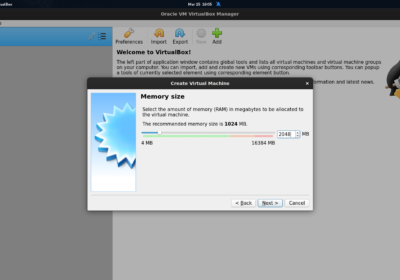 Mar 15 16:05
Oracle VM VirtualBox Manager
Preferences Import Export New Add
Welcome to VirtualBox!
The left part of application window contains global tools and lists all virtual machines and virtual machine groups
on your computer. You can import, add and create new VMs using corresponding toolbar buttons. You can popup
a tools of currently selected element using corresponding element button.
and latest news.
Create Virtual Machine
Memory size
Select the amount of memory (RAM) in megabytes to be allocated to
the virtual machine.
The recommended memory size is 1024 MB.
2048 MB
4 MB 16384 MB
< Back Next > Cancel